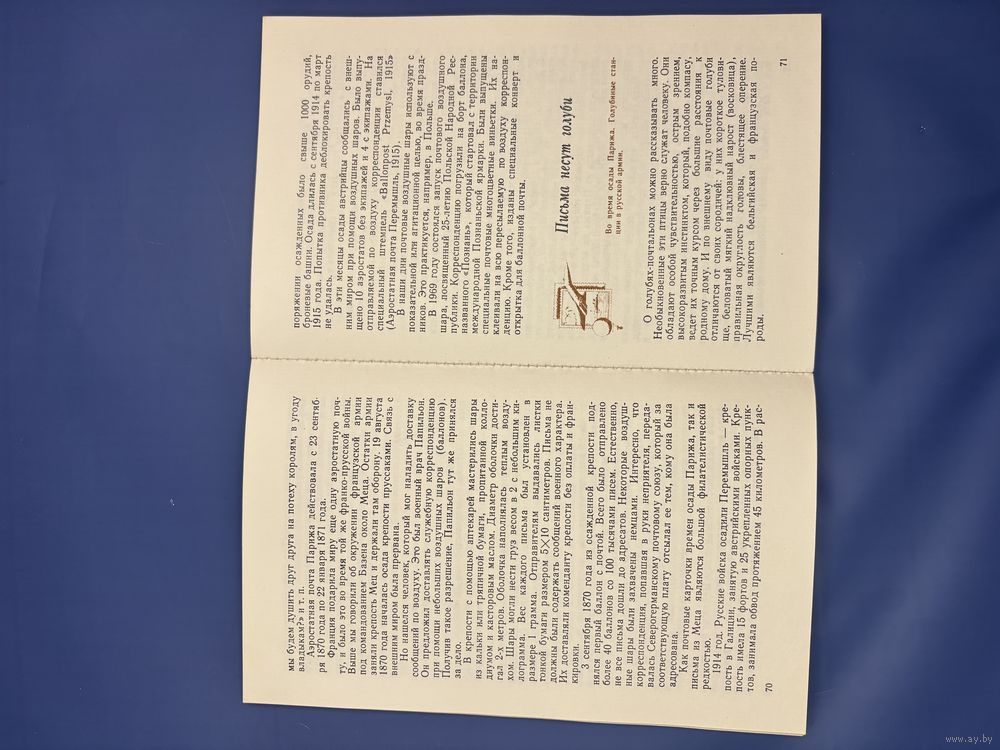 мы будем душить друг друга на потеху королям, в угоду
владыкам?» и т. п.
Аэростатная почта Парижа действовала с 23 сентяб-
ря 1870 года по 22 января 1871 года.
Франция подарила миру еще одну аэростатную поч-
ту, и было это во время той же франко-прусской войны.
Выше мы говорили об окружении французской армии
под командованием Базена около Меца. Остатки армии
заняли крепость Мец и держали там оборону. 19 августа
1870 года началась осада крепости пруссаками. Связь с
внешним миром была прервана.
Но нашелся человек, который мог наладить доставку
сообщений по воздуху. Это был военный врач Папильон.
Он предложил доставлять служебную корреспонденцию
при помощи небольших воздушных шаров (баллонов).
Получив такое разрешение, Папильон тут же принялся
за дело.
В крепости с помощью аптекарей мастерились шары
из кальки или тряпичной бумаги, пропитанной колло-
диумом и касторовым маслом. Диаметр оболочки дости-
гал 2-х метров. Оболочка наполнялась теплым возду-
хом. Шары могли нести груз весом в 2 с небольшим ки-
лограмма. Вес каждого письма был установлен в
размере 1 грамма. Отправителям выдавались листки
тонкой бумаги размером 5×10 сантиметров. Письма не
должны были содержать сообщений военного характера.
Их доставляли коменданту крепости без оплаты и фран-
кировки.
3 сентября 1870 года из осажденной крепости под-
нялся первый баллон с почтой. Всего было отправлено
более 40 баллонов со 100 тысячами писем. Естественно,
не все письма дошли до адресатов. Некоторые воздуш-
ные шары были захвачены немцами. Интересно, что
корреспонденция, попавшая в руки неприятеля, переда-
валась Северогерманскому почтовому союзу, который за
соответствующую плату отсылал ее тем, кому она была
адресована.
Как почтовые карточки времен осады Парижа, так и
письма из Меца являются большой филателистической
редкостью.
1914 год. Русские войска осадили Перемышль — кре-
пость в Галиции, занятую австрийскими войсками. Кре-
пость имела 15 фортов и 25 укрепленных опорных пунк-
тов, занимала обвод протяжением 45 километров. В рас-
70
поряжении осажденных было свыше 1000 орудий,
броневые башни. Осада длилась с сентября 1914 по март
1915 года. Попытка противника деблокировать крепость
не удалась.
В эти месяцы осады австрийцы сообщались с внеш-
ним миром при помощи воздушных шаров. Было выпу-
щено 10 аэростатов без экипажей и 4 с экипажами. На
отправляемой по воздуху корреспонденции ставился
специальный штемпель «Ballonpost Przemysl, 1915»
(Аэростатная почта Перемышль, 1915).
В наши дни почтовые воздушные шары используют с
показательной или агитационной целью, во время празд-
ников. Это практикуется, например, в Польше.
В 1969 году состоялся запуск почтового воздушного
шара, посвященный 25-летию Польской Народной Рес-
публики. Корреспонденцию погрузили на борт баллона,
названного «Познань», который стартовал с территории
международной Познаньской ярмарки. Были выпущены
специальные почтовые многоцветные виньетки. Их на-
клеивали на всю пересылаемую по воздуху корреспон-
денцию. Кроме того, изданы специальные конверт и
открытка для баллонной почты.
Письма несут голуби
Во время осады Парижа. Голубиные стан-
ции в русской армии.
О голубях-почтальонах можно рассказывать много.
Необыкновенные эти птицы верно служат человеку. Они
обладают особой чувствительностью, острым зрением,
высокоразвитым инстинктом, который, подобно компасу,
ведет их точным курсом через большие расстояния к
родному дому. И по внешнему виду почтовые голуби
отличаются от своих сородичей: у них короткое тулови-
ще, беловатый мягкий надклювный нарост (восковица),
правильная округлость головы, блестящее оперение.
Лучшими являются бельгийская и французская по-
роды.
71
www.ay.by